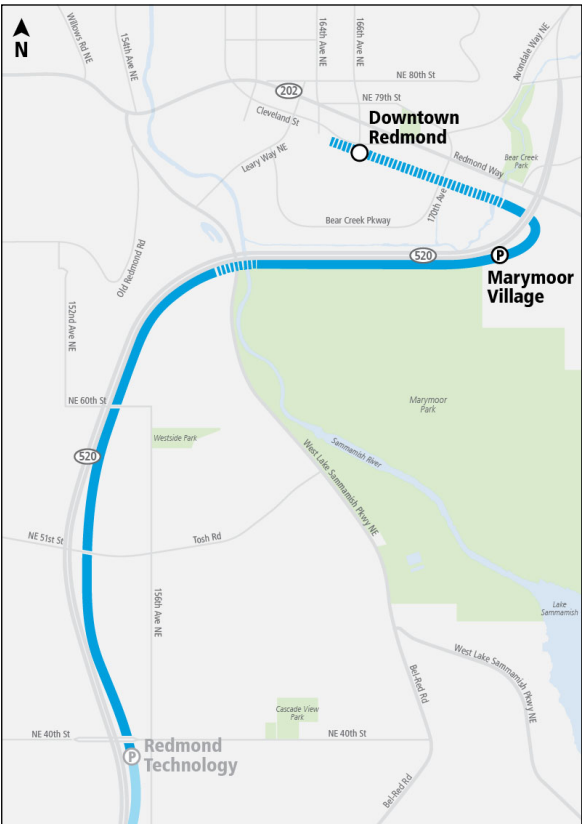 N
Willows Rd NE
154th Ave NE
164th Ave NE
166th Ave NE
Avondale Way NE
NE 80th St
202
NE 79th St
Cleveland St
Downtown
Redmond
Leary Way NE
Redmond Way
Bear Creek
Park
170th Ave
Bear Creek Pkway
520
P
Marymoor
Village
Old Redmond Rd
152nd Ave NE
NE 60th St
Marymoor
Park
Westside Park
520
West Lake Sammamish Pkwy NE
Sammamish River
NE 51st St
Tosh Rd
156th Ave NE
Lake
Sammamish
West Lake Sammamish Pkwy NE
Bel-Red Rd
Cascade View
Park
NE 40th St
NE 40th St
P
Redmond
Technology
Bel-Red Rd